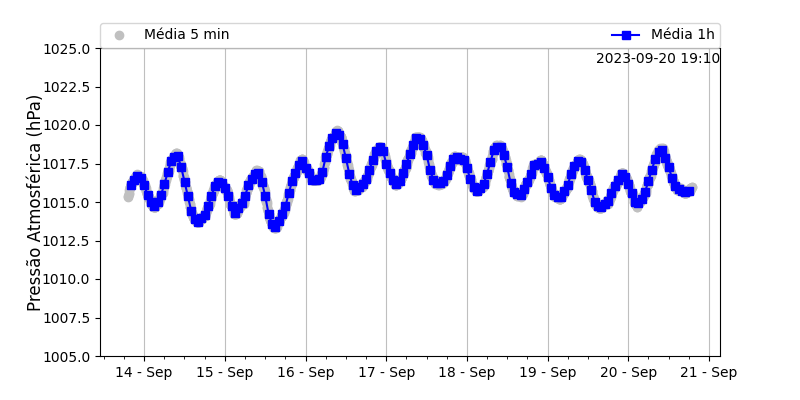 Média 5 min
Média 1h
2023-09-20 19:10
Pressão Atmosférica (hPa)
1025.0
1022.5
1020.0
1017.5
1015.0
1012.5
1010.0
1007.5
1005.0
14 - Sep
15 - Sep
16 - Sep
17 - Sep
18 - Sep
19 - Sep
20 - Sep
21 - Sep